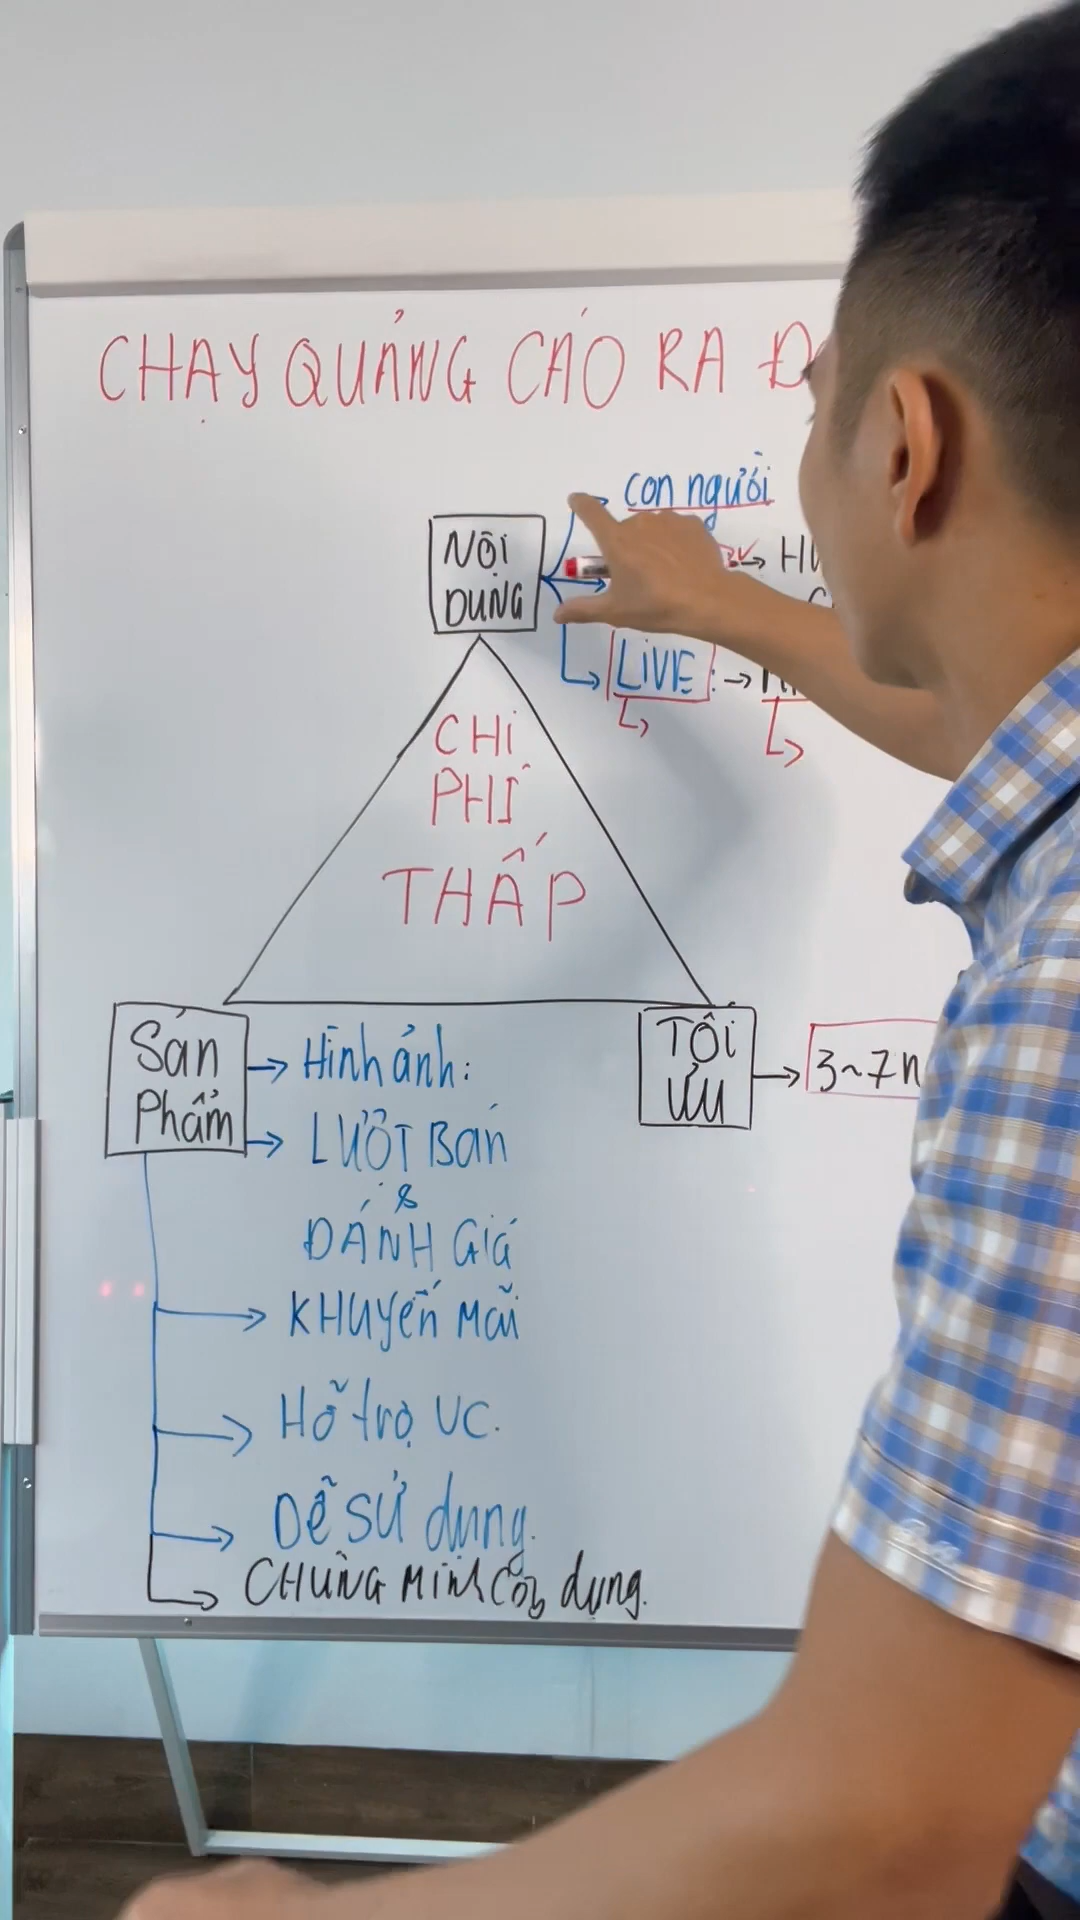 CHẠY QUẢNG CÁO RA
con người
NỘI
DUNG
LIVE
CHI
PHÍ
THẤP
Sản
Phẩm
Hình ảnh:
LƯỢT Bán
&
ĐÁNH Giá
KHUYẾN Mãi
Hỗ trợ VC.
Dễ sử dụng.
CHỨNG Minh Công dụng.
TỐI
ƯU
3~7n